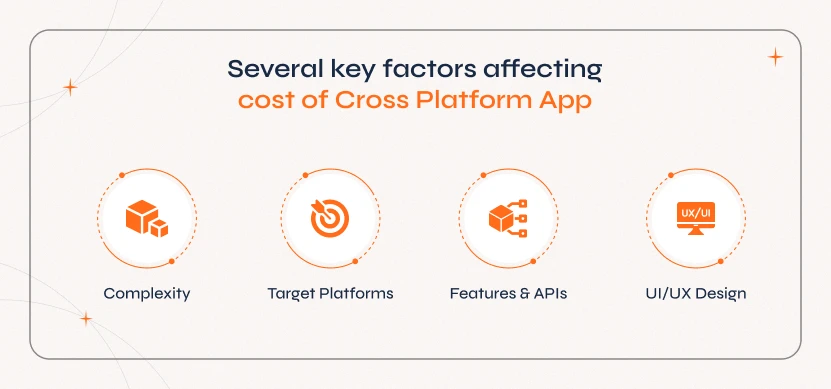 Several key factors affecting
cost of Cross Platform App
UX/UI
Complexity
Target Platforms
Features & APIs
UI/UX Design